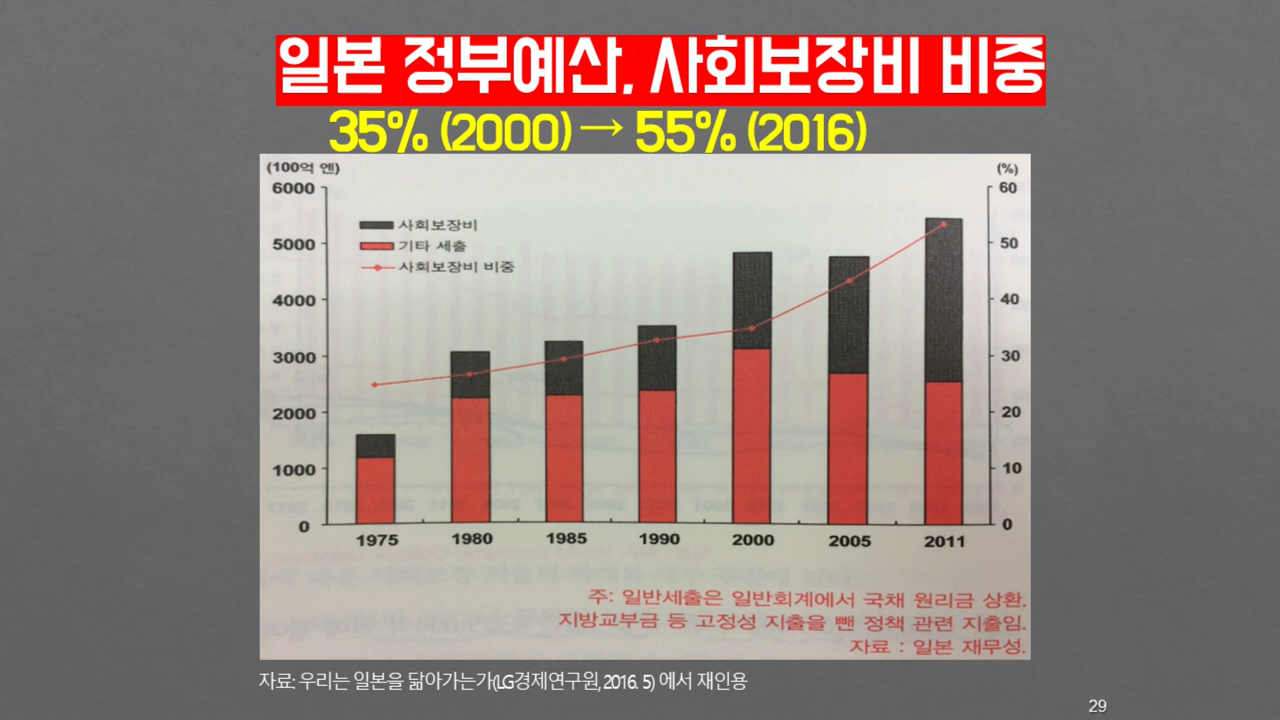 일본 정부예산, 사회보장비 비중
35% (2000) → 55% (2016)
(100억 엔)
(%)
6000
5000
4000
3000
2000
1000
0
사회보장비
기타 세출
사회보장비 비중
60
50
40
30
20
10
0
1975 1980 1985 1990 2000 2005 2011
주: 일반세출은 일반회계에서 국채 원리금 상환.
지방교부금 등 고정성 지출을 뺀 정책 관련 지출임.
자료 : 일본 재무성.
자료: 우리는 일본을 닮아가는가(LG경제연구원, 2016. 5) 에서 재인용
29